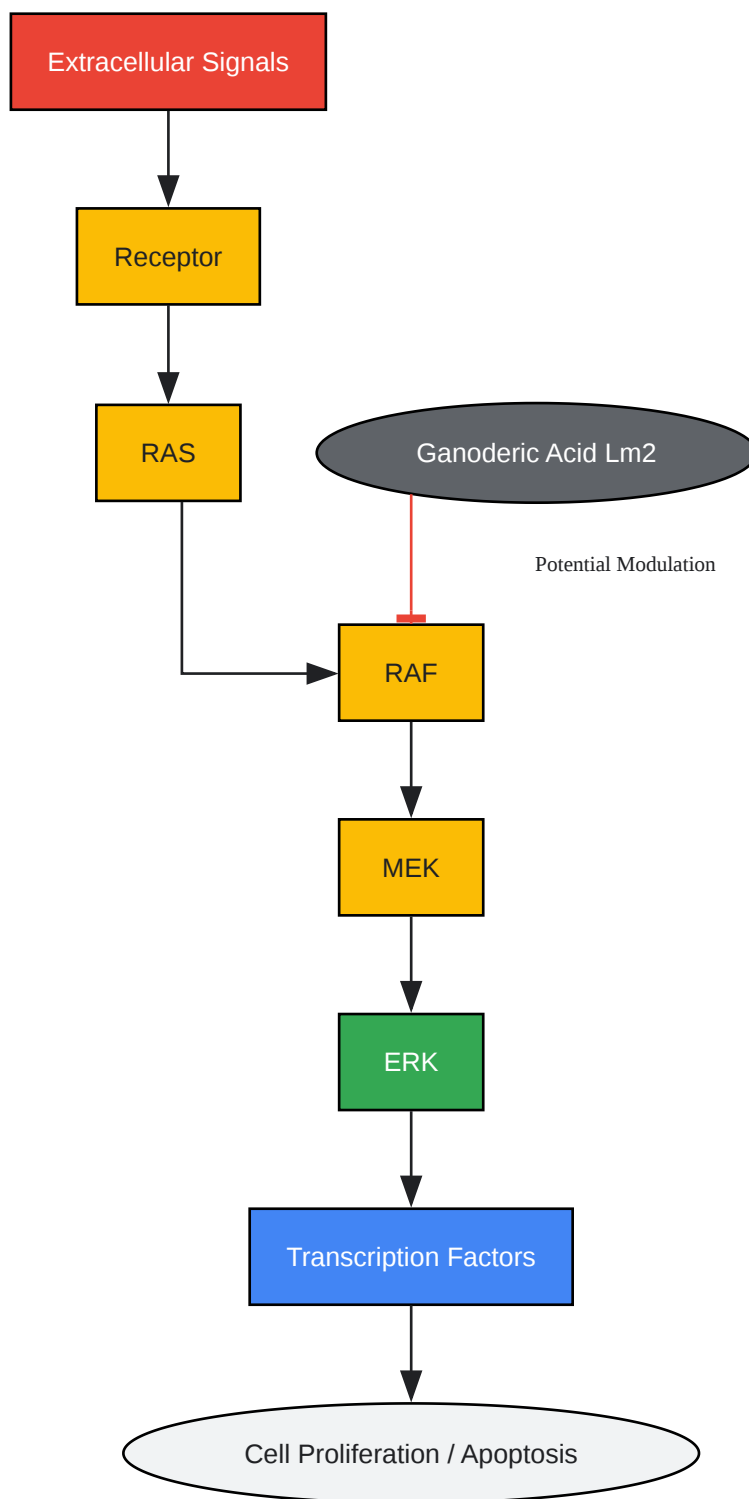 Extracellular Signals
Receptor
RAS
Ganoderic Acid Lm2
Potential Modulation
RAF
MEK
ERK
Transcription Factors
Cell Proliferation / Apoptosis